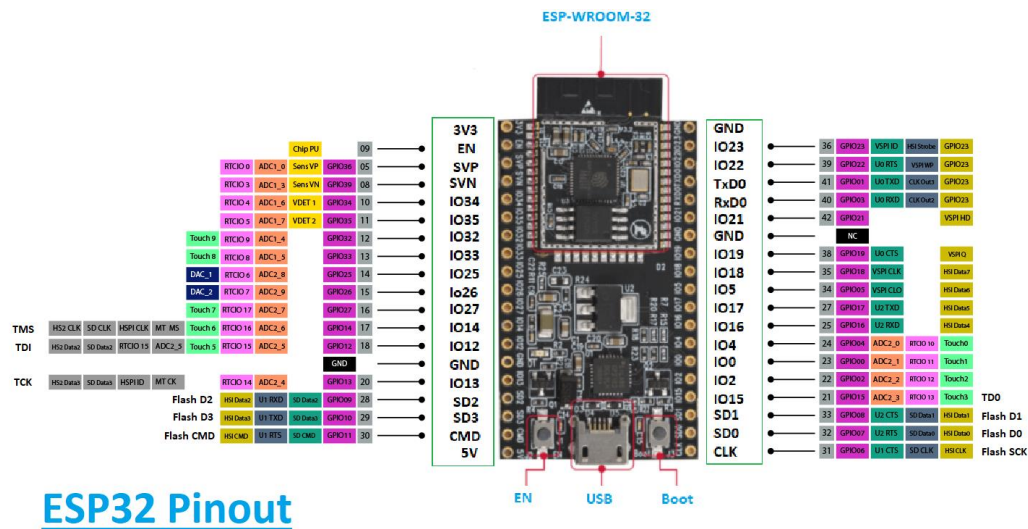 ESP-WROOM-32
3V3
Chip PU 09 EN
RTCIO 0 ADC1_0 Sens VP GPIO36 05 SVP
RTCIO 3 ADC1_3 Sens VN GPIO39 08 SVN
RTCIO 4 ADC1_6 VDET 1 GPIO34 10 IO34
RTCIO 5 ADC1_7 VDET 2 GPIO35 11 IO35
Touch 9 RTCIO 9 ADC1_4 GPIO32 12 IO32
Touch 8 RTCIO 8 ADC1_5 GPIO33 13 IO33
DAC_1 RTCIO 6 ADC2_8 GPIO25 14 IO25
DAC_2 RTCIO 7 ADC2_9 GPIO26 15 Io26
Touch 7 RTCIO 17 ADC2_7 GPIO27 16 IO27
TMS HS2 CLK SD CLK HSPI CLK MT MS Touch 6 RTCIO 16 ADC2_6 GPIO14 17 IO14
TDI HS2 Data2 SD Data2 RTCIO 15 ADC2_5 Touch 5 RTCIO 15 ADC2_5 GPIO12 18 IO12
GND GND
TCK HS2 Data3 SD Data3 HSPI ID MT CK RTCIO 14 ADC2_4 GPIO13 20 IO13
Flash D2 HSI Data2 U1 RXD SD Data2 GPIO09 28 SD2
Flash D3 HSI Data3 U1 TXD SD Data3 GPIO10 29 SD3
Flash CMD HSI CMD U1 RTS SD CMD GPIO11 30 CMD
5V
GND
IO23 36 GPIO23 VSPI ID HSI Strobe GPIO23
IO22 39 GPIO22 U0 RTS VSPI WP GPIO23
TxD0 41 GPIO01 U0 TXD CLK Out3 GPIO23
RxD0 40 GPIO03 U0 RXD CLK Out2 GPIO23
IO21 42 GPIO21 VSPI HD
GND NC
IO19 38 GPIO19 U0 CTS VSPI Q
IO18 35 GPIO18 VSPI CLK HSI Data7
IO5 34 GPIO05 VSPI CLO HSI Data6
IO17 27 GPIO17 U2 TXD HSI Data5
IO16 25 GPIO16 U2 RXD HSI Data4
IO4 24 GPIO04 ADC2_0 RTCIO 10 Touch0
IO0 23 GPIO00 ADC2_1 RTCIO 11 Touch1
IO2 22 GPIO02 ADC2_2 RTCIO 12 Touch2
IO15 21 GPIO15 ADC2_3 RTCIO 13 Touch3 TD0
SD1 33 GPIO08 U2 CTS SD Data1 HSI Data1 Flash D1
SD0 32 GPIO07 U2 RTS SD Data0 HSI Data0 Flash D0
CLK 31 GPIO06 U1 CTS SD CLK HSI CLK Flash SCK
U2
R24
D2
EN USB Boot
ESP32 Pinout